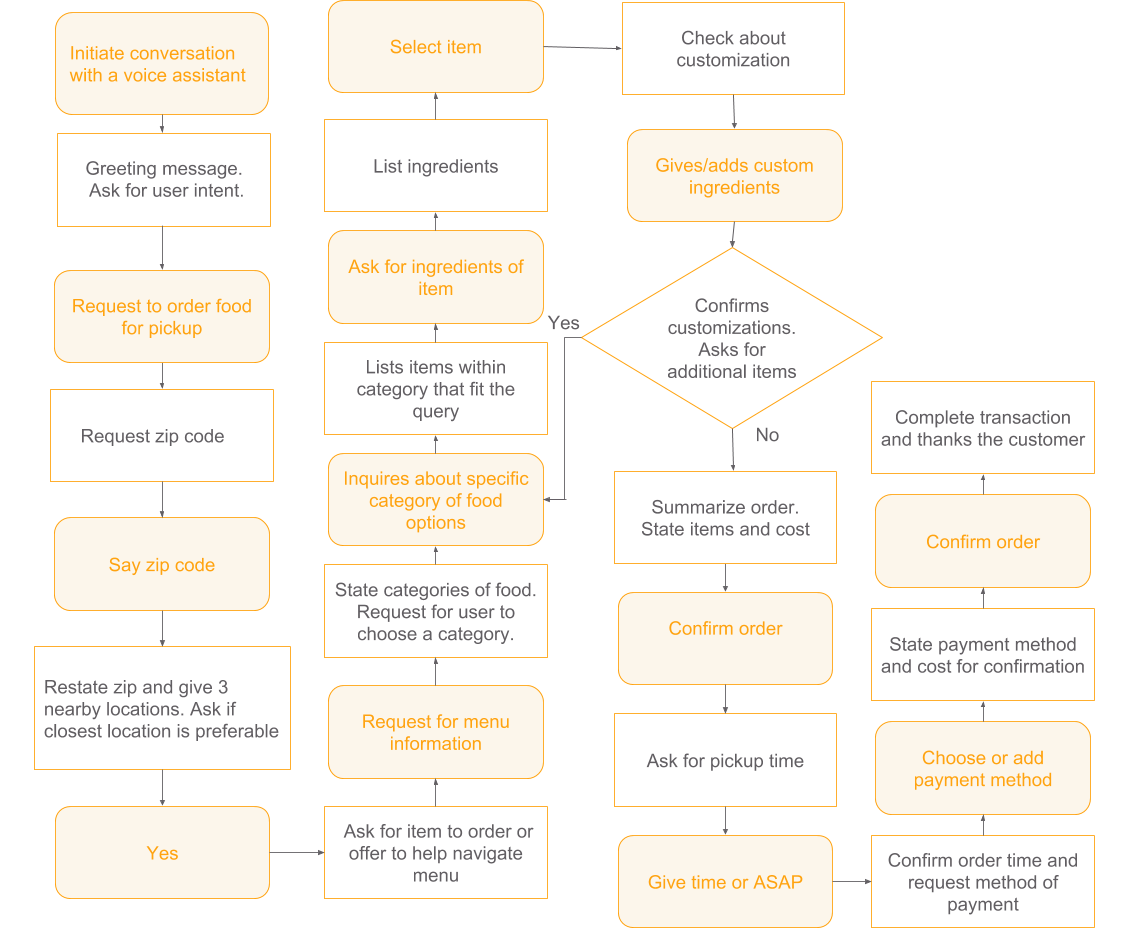 Initiate conversation
with a voice assistant
Greeting message.
Ask for user intent.
Request to order food
for pickup
Request zip code
Say zip code
Restate zip and give 3
nearby locations. Ask if
closest location is preferable
Yes
Ask for item to order or
offer to help navigate
menu
Request for menu
information
State categories of food.
Request for user to
choose a category.
Inquires about specific
category of food
options
Lists items within
category that fit the
query
Ask for ingredients of
item
List ingredients
Select item
Check about
customization
Gives/adds custom
ingredients
Confirms
customizations.
Asks for
additional items
Yes
No
Summarize order.
State items and cost
Confirm order
Ask for pickup time
Give time or ASAP
Confirm order time and
request method of
payment
Choose or add
payment method
State payment method
and cost for confirmation
Confirm order
Complete transaction
and thanks the customer